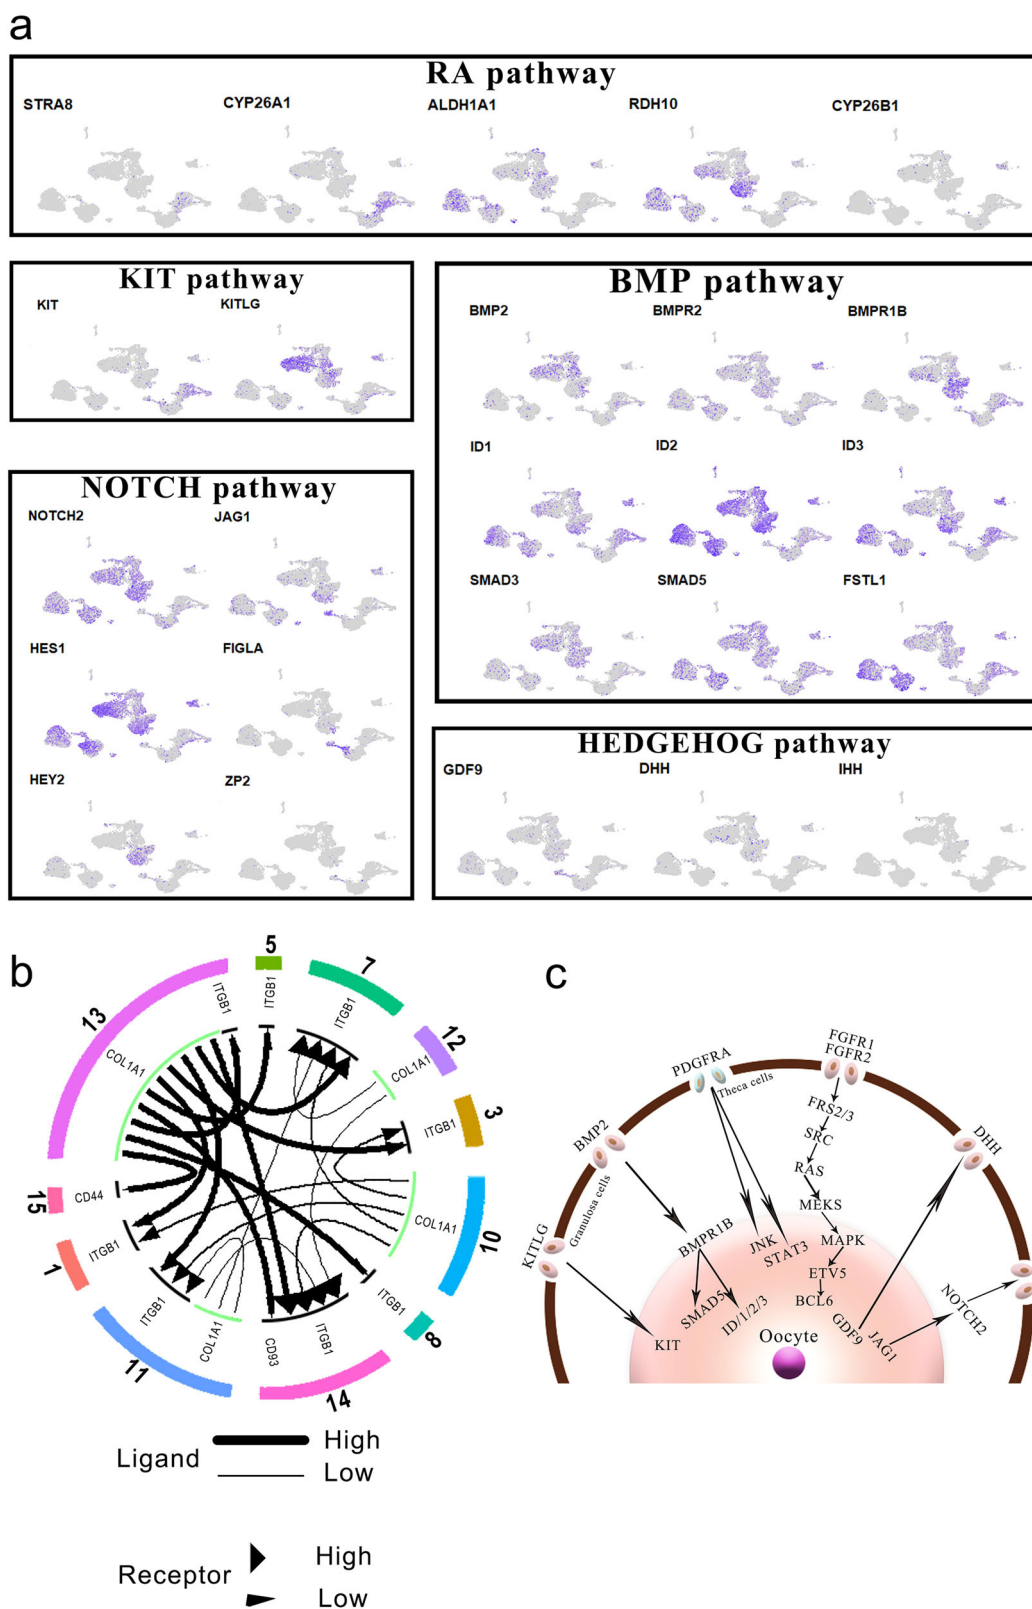 a
RA pathway
STRA8
CYP26A1
ALDH1A1
RDH10
CYP26B1
KIT pathway
KIT
KITLG
BMP pathway
BMP2
BMPR2
BMPR1B
ID1
ID2
ID3
SMAD3
SMAD5
FSTL1
NOTCH pathway
NOTCH2
JAG1
HES1
FIGLA
HEY2
ZP2
HEDGEHOG pathway
GDF9
DHH
IHH
b
5
ITGB1
7
ITGB1
12
COL1A1
3
ITGB1
10
COL1A1
8
ITGB1
14
ITGB1
CD93
11
COL1A1
ITGB1
1
ITGB1
15
CD44
13
COL1A1
ITGB1
Ligand
High
Low
Receptor
High
Low
c
KITLG
Granulosa cells
BMP2
PDGFRA
Theca cells
FGFR1
FGFR2
FRS2/3
SRC
RAS
MEKS
MAPK
ETV5
BCL6
DHH
NOTCH2
BMPR1B
SMAD5
ID/1/2/3
JNK
STAT3
KIT
GDF9
JAG1
Oocyte